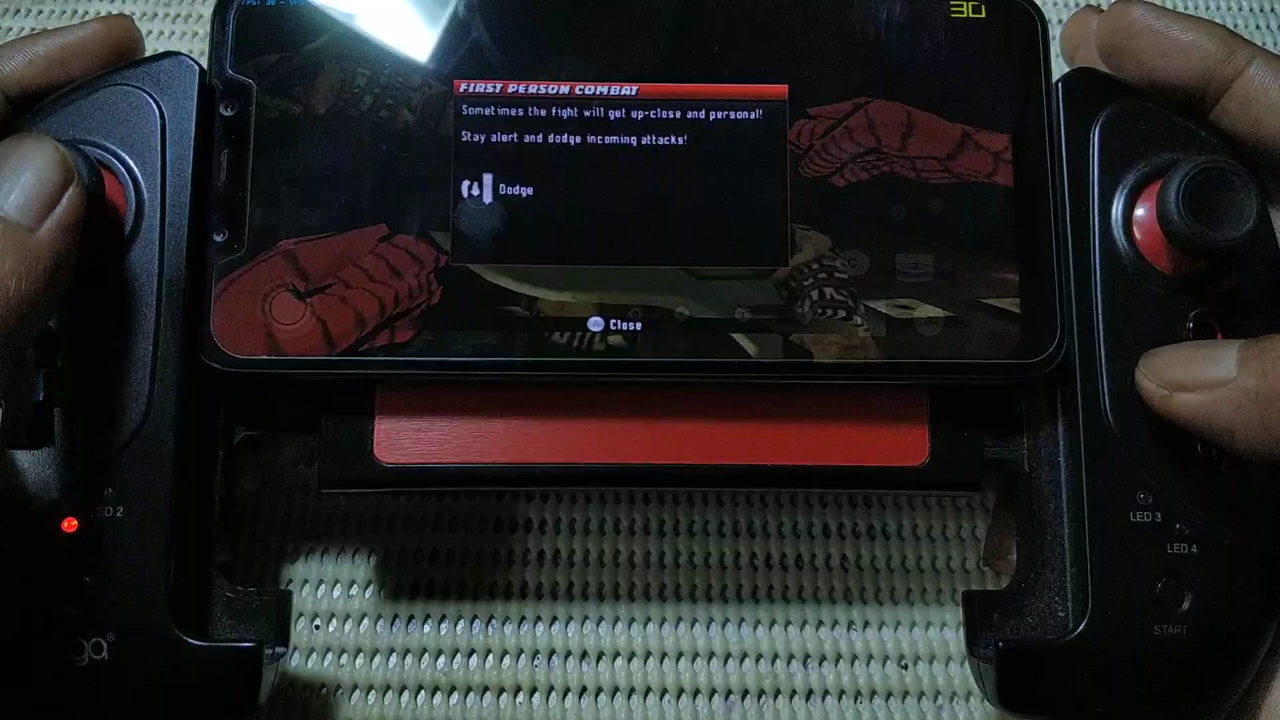 30
FIRST PERSON COMBAT
Sometimes the fight will get up-close and personal!
Stay alert and dodge incoming attacks!
Dodge
Close
LED 2
LED 3
LED 4
START
ga®